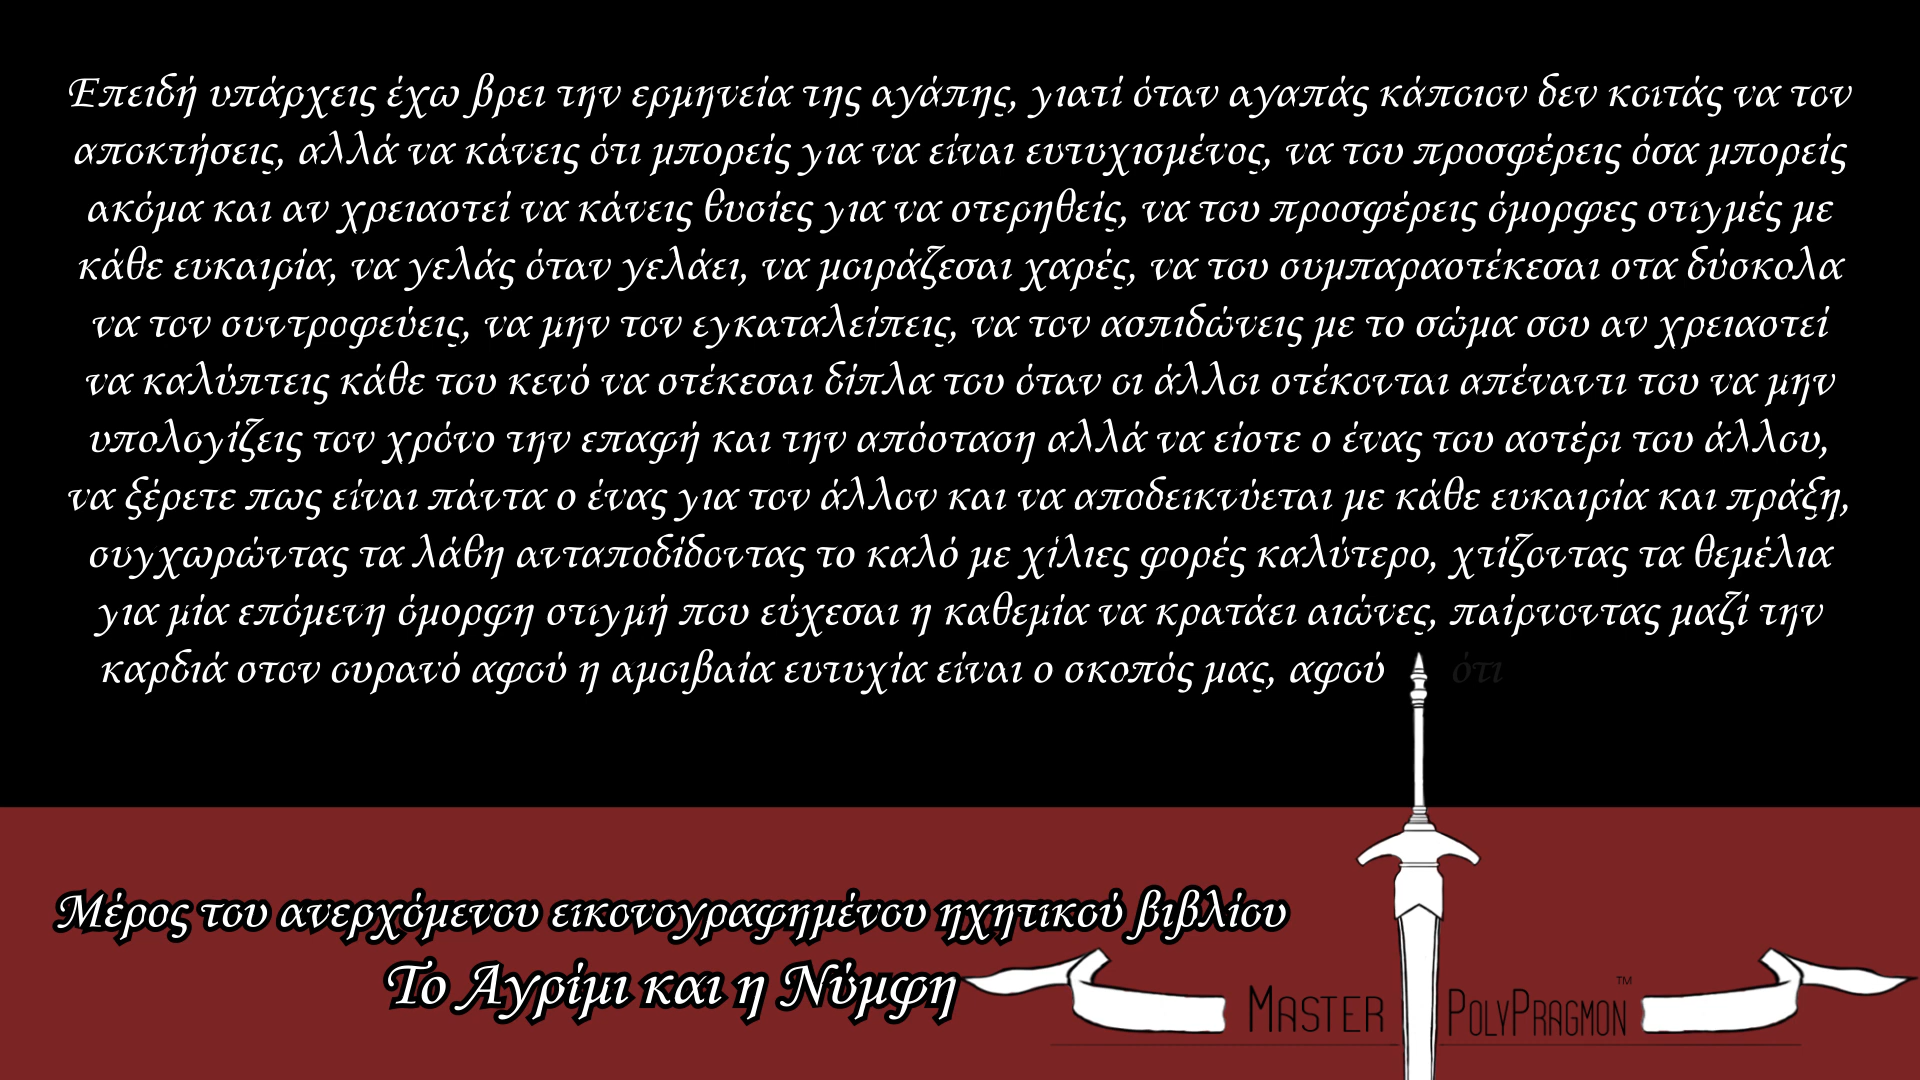 Επειδή υπάρχεις έχω βρει την ερμηνεία της αγάπης, γιατί όταν αγαπάς κάποιον δεν κοιτάς να τον
αποκτήσεις, αλλά να κάνεις ότι μπορείς για να είναι ευτυχισμένος, να του προσφέρεις όσα μπορείς
ακόμα και αν χρειαστεί να κάνεις θυσίες για να στερηθείς, να του προσφέρεις όμορφες στιγμές με
κάθε ευκαιρία, να γελάς όταν γελάει, να μοιράζεσαι χαρές, να του συμπαραστέκεσαι στα δύσκολα
να τον συντροφεύεις, να μην τον εγκαταλείπεις, να τον ασπιδώνεις με το σώμα σου αν χρειαστεί
να καλύπτεις κάθε του κενό να στέκεσαι δίπλα του όταν οι άλλοι στέκονται απέναντι του να μην
υπολογίζεις τον χρόνο την επαφή και την απόσταση αλλά να είστε ο ένας του αστέρι του άλλου,
να ξέρετε πως είναι πάντα ο ένας για τον άλλον και να αποδεικνύεται με κάθε ευκαιρία και πράξη,
συγχωρώντας τα λάθη ανταποδίδοντας το καλό με χίλιες φορές καλύτερο, χτίζοντας τα θεμέλια
για μία επόμενη όμορφη στιγμή που εύχεσαι η καθεμία να κρατάει αιώνες, παίρνοντας μαζί την
καρδιά στον ουρανό αφού η αμοιβαία ευτυχία είναι ο σκοπός μας, αφού ότι
Μέρος του ανερχόμενου εικονογραφημένου ηχητικού βιβλίου
Το Αγρίμι και η Νύμφη
MASTER POLYPRAGMON™